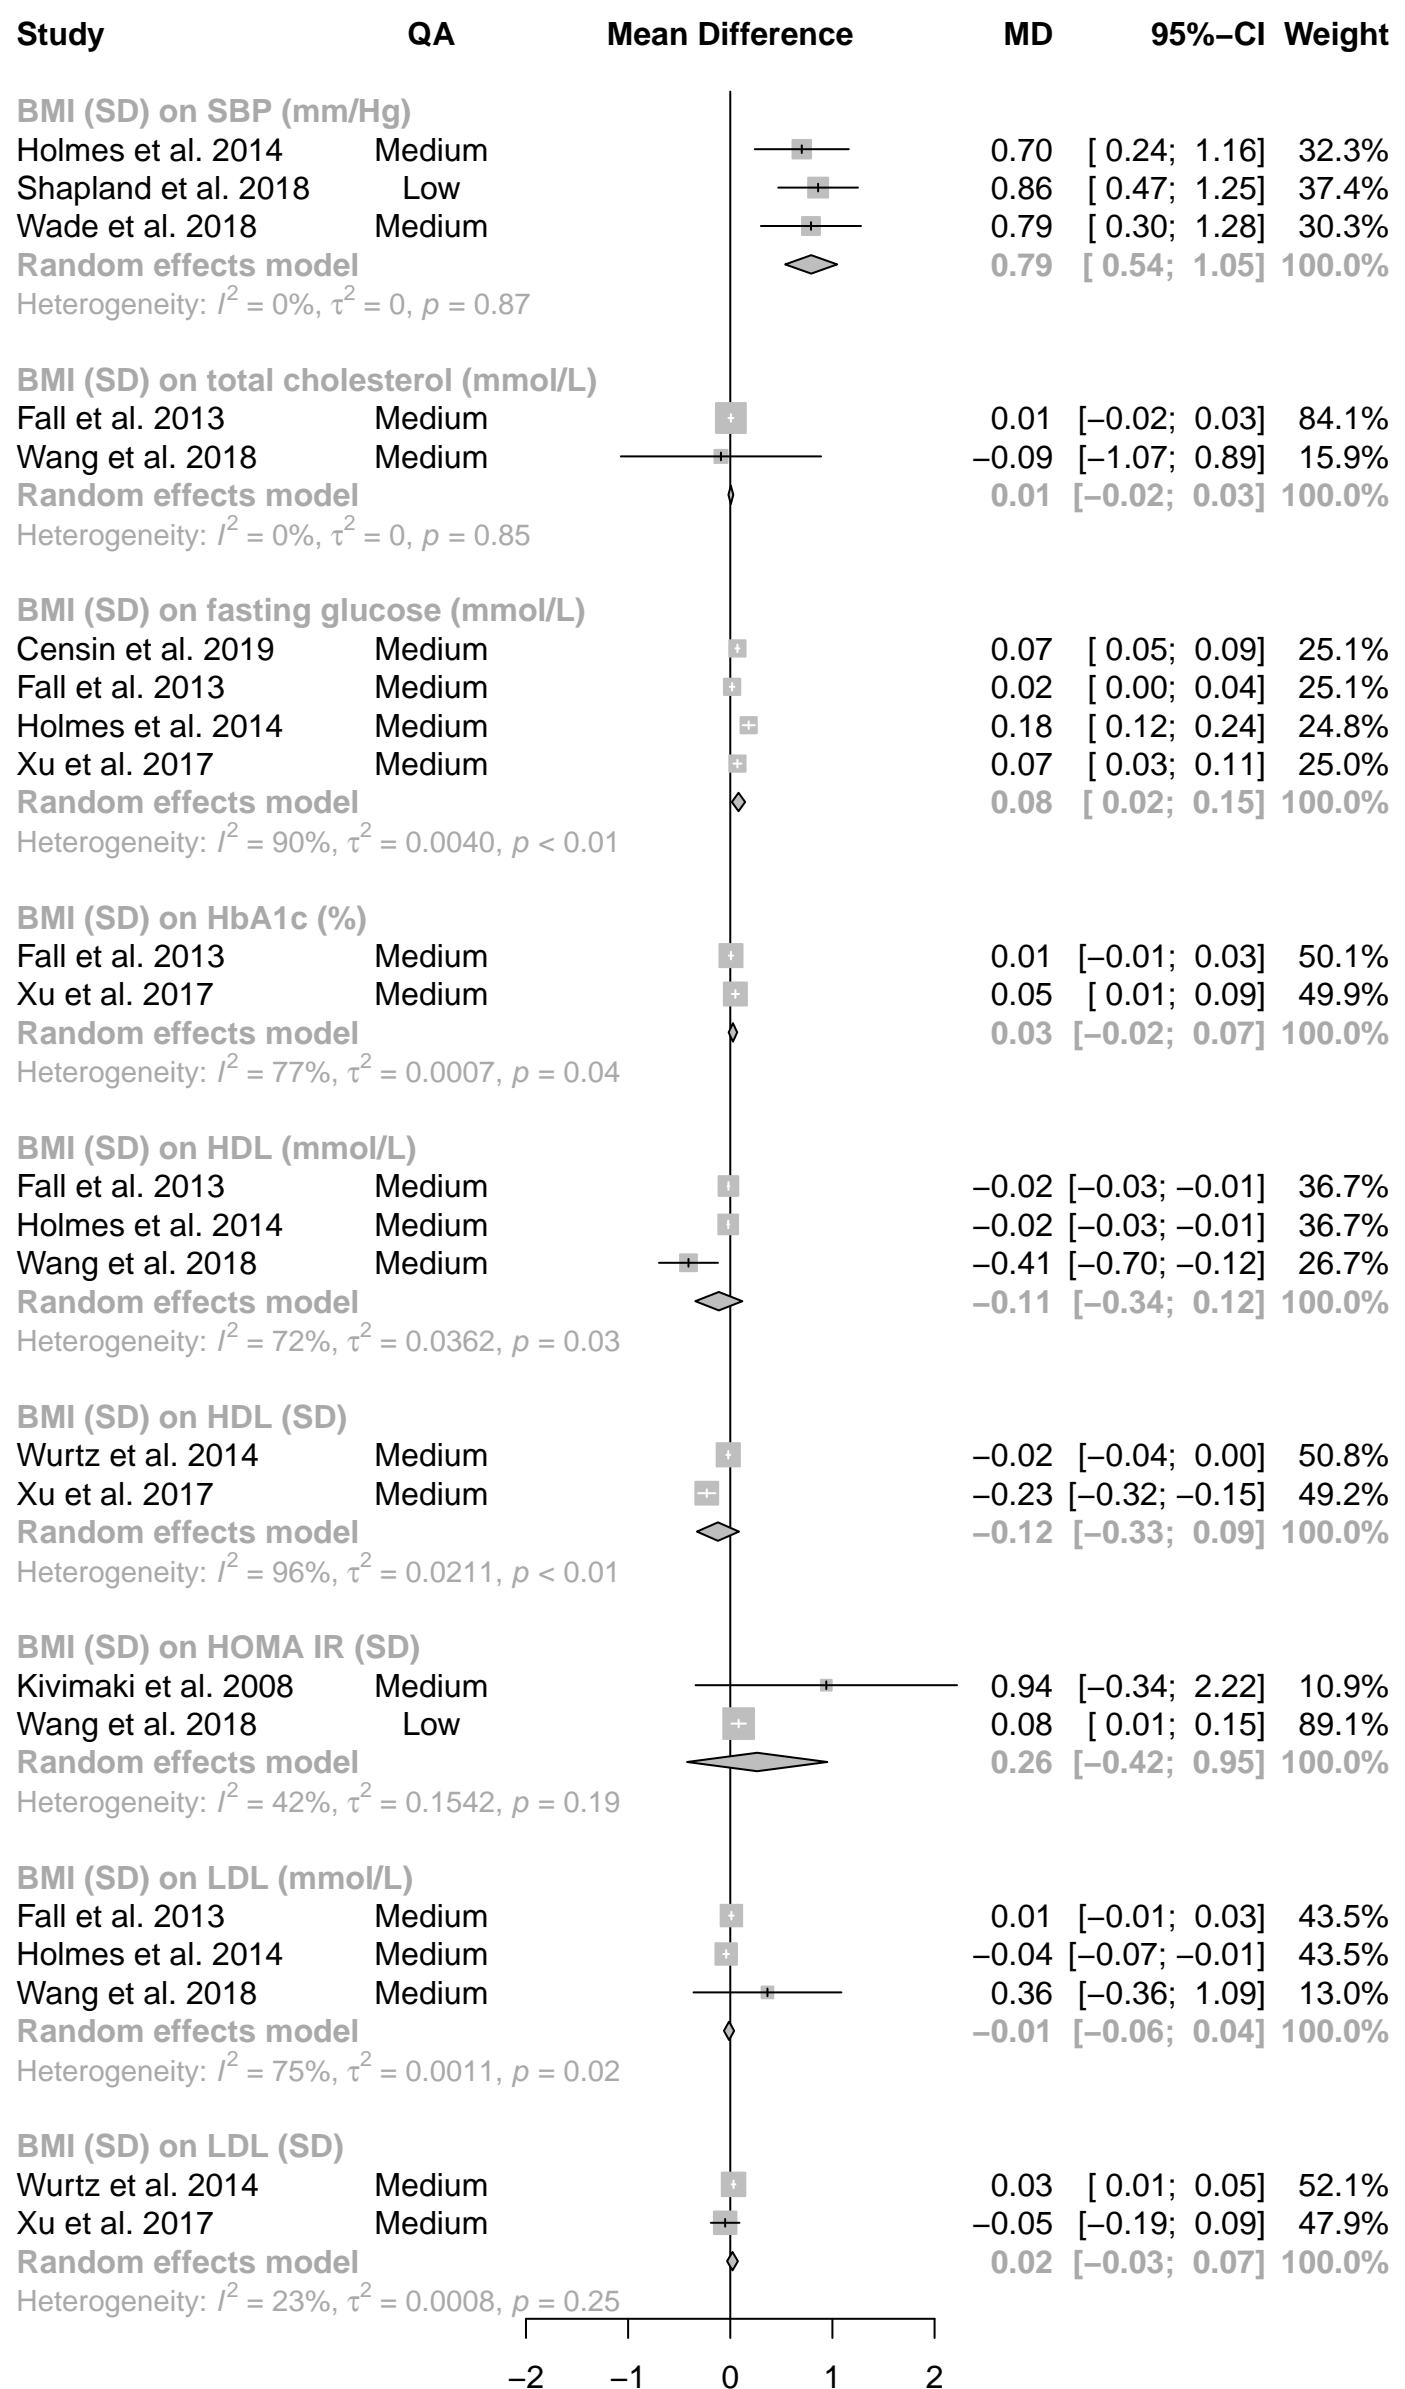 Study QA Mean Difference MD 95%−CI Weight
BMI (SD) on SBP (mm/Hg)
Holmes et al. 2014 Medium 0.70 [ 0.24; 1.16] 32.3%
Shapland et al. 2018 Low 0.86 [ 0.47; 1.25] 37.4%
Wade et al. 2018 Medium 0.79 [ 0.30; 1.28] 30.3%
Random effects model 0.79 [ 0.54; 1.05] 100.0%
Heterogeneity: I² = 0%, τ² = 0, p = 0.87
BMI (SD) on total cholesterol (mmol/L)
Fall et al. 2013 Medium 0.01 [−0.02; 0.03] 84.1%
Wang et al. 2018 Medium −0.09 [−1.07; 0.89] 15.9%
Random effects model 0.01 [−0.02; 0.03] 100.0%
Heterogeneity: I² = 0%, τ² = 0, p = 0.85
BMI (SD) on fasting glucose (mmol/L)
Censin et al. 2019 Medium 0.07 [ 0.05; 0.09] 25.1%
Fall et al. 2013 Medium 0.02 [ 0.00; 0.04] 25.1%
Holmes et al. 2014 Medium 0.18 [ 0.12; 0.24] 24.8%
Xu et al. 2017 Medium 0.07 [ 0.03; 0.11] 25.0%
Random effects model 0.08 [ 0.02; 0.15] 100.0%
Heterogeneity: I² = 90%, τ² = 0.0040, p < 0.01
BMI (SD) on HbA1c (%)
Fall et al. 2013 Medium 0.01 [−0.01; 0.03] 50.1%
Xu et al. 2017 Medium 0.05 [ 0.01; 0.09] 49.9%
Random effects model 0.03 [−0.02; 0.07] 100.0%
Heterogeneity: I² = 77%, τ² = 0.0007, p = 0.04
BMI (SD) on HDL (mmol/L)
Fall et al. 2013 Medium −0.02 [−0.03; −0.01] 36.7%
Holmes et al. 2014 Medium −0.02 [−0.03; −0.01] 36.7%
Wang et al. 2018 Medium −0.41 [−0.70; −0.12] 26.7%
Random effects model −0.11 [−0.34; 0.12] 100.0%
Heterogeneity: I² = 72%, τ² = 0.0362, p = 0.03
BMI (SD) on HDL (SD)
Wurtz et al. 2014 Medium −0.02 [−0.04; 0.00] 50.8%
Xu et al. 2017 Medium −0.23 [−0.32; −0.15] 49.2%
Random effects model −0.12 [−0.33; 0.09] 100.0%
Heterogeneity: I² = 96%, τ² = 0.0211, p < 0.01
BMI (SD) on HOMA IR (SD)
Kivimaki et al. 2008 Medium 0.94 [−0.34; 2.22] 10.9%
Wang et al. 2018 Low 0.08 [ 0.01; 0.15] 89.1%
Random effects model 0.26 [−0.42; 0.95] 100.0%
Heterogeneity: I² = 42%, τ² = 0.1542, p = 0.19
BMI (SD) on LDL (mmol/L)
Fall et al. 2013 Medium 0.01 [−0.01; 0.03] 43.5%
Holmes et al. 2014 Medium −0.04 [−0.07; −0.01] 43.5%
Wang et al. 2018 Medium 0.36 [−0.36; 1.09] 13.0%
Random effects model −0.01 [−0.06; 0.04] 100.0%
Heterogeneity: I² = 75%, τ² = 0.0011, p = 0.02
BMI (SD) on LDL (SD)
Wurtz et al. 2014 Medium 0.03 [ 0.01; 0.05] 52.1%
Xu et al. 2017 Medium −0.05 [−0.19; 0.09] 47.9%
Random effects model 0.02 [−0.03; 0.07] 100.0%
Heterogeneity: I² = 23%, τ² = 0.0008, p = 0.25
−2 −1 0 1 2